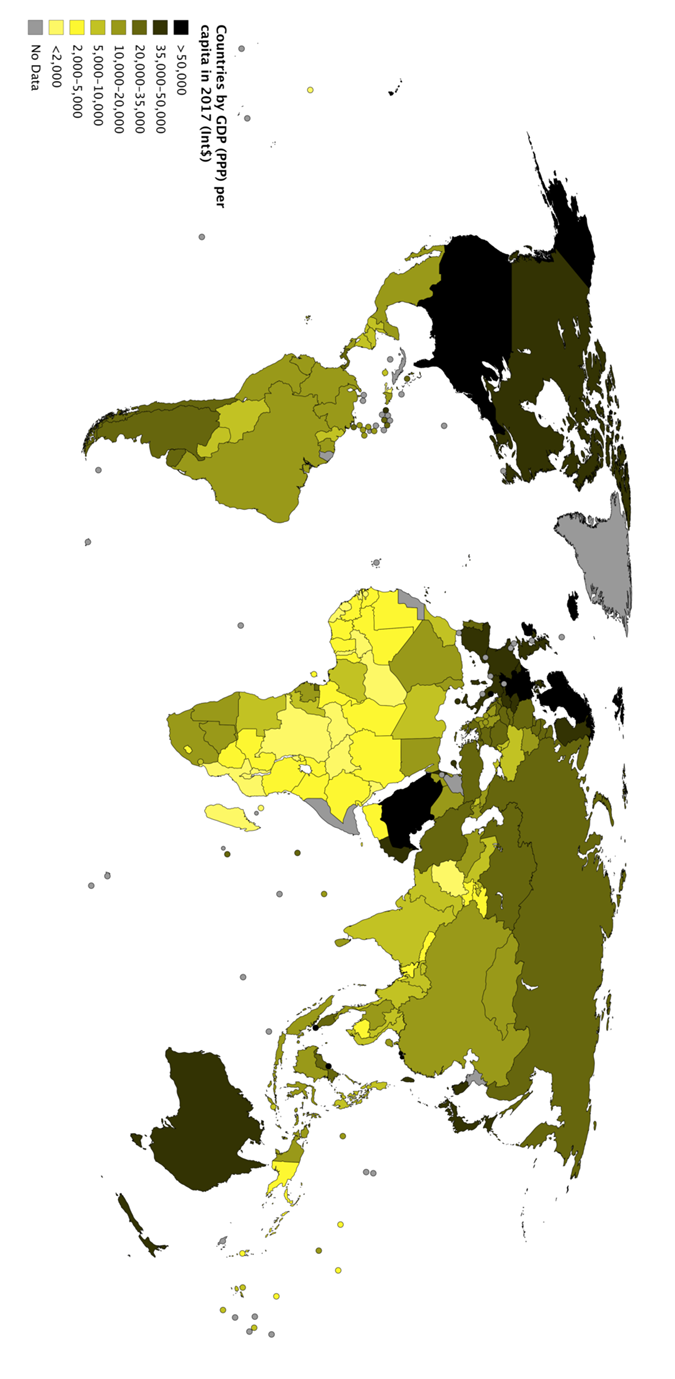 Countries by GDP (PPP) per
capita in 2017 (Int$)
>50,000
35,000–50,000
20,000–35,000
10,000–20,000
5,000–10,000
2,000–5,000
<2,000
No Data